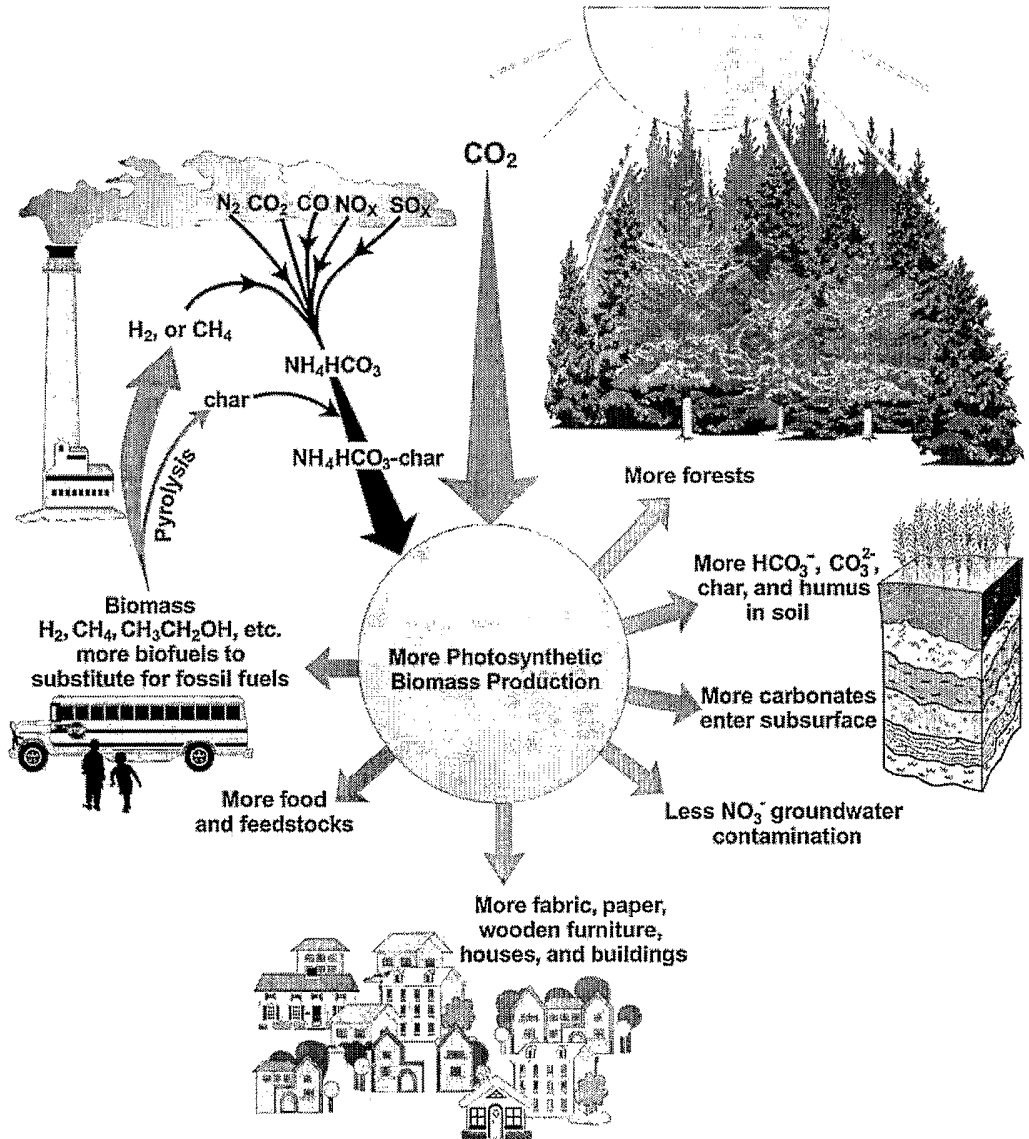 CO₂
N₂ CO₂ CO NOₓ SOₓ
H₂, or CH₄
NH₄HCO₃
char
NH₄HCO₃-char
Pyrolysis
More forests
More HCO₃⁻, CO₃²⁻,
char, and humus
in soil
Biomass
H₂, CH₄, CH₃CH₂OH, etc.
more biofuels to
substitute for fossil fuels
More Photosynthetic
Biomass Production
More carbonates
enter subsurface
More food
and feedstocks
Less NO₃⁻ groundwater
contamination
More fabric, paper,
wooden furniture,
houses, and buildings